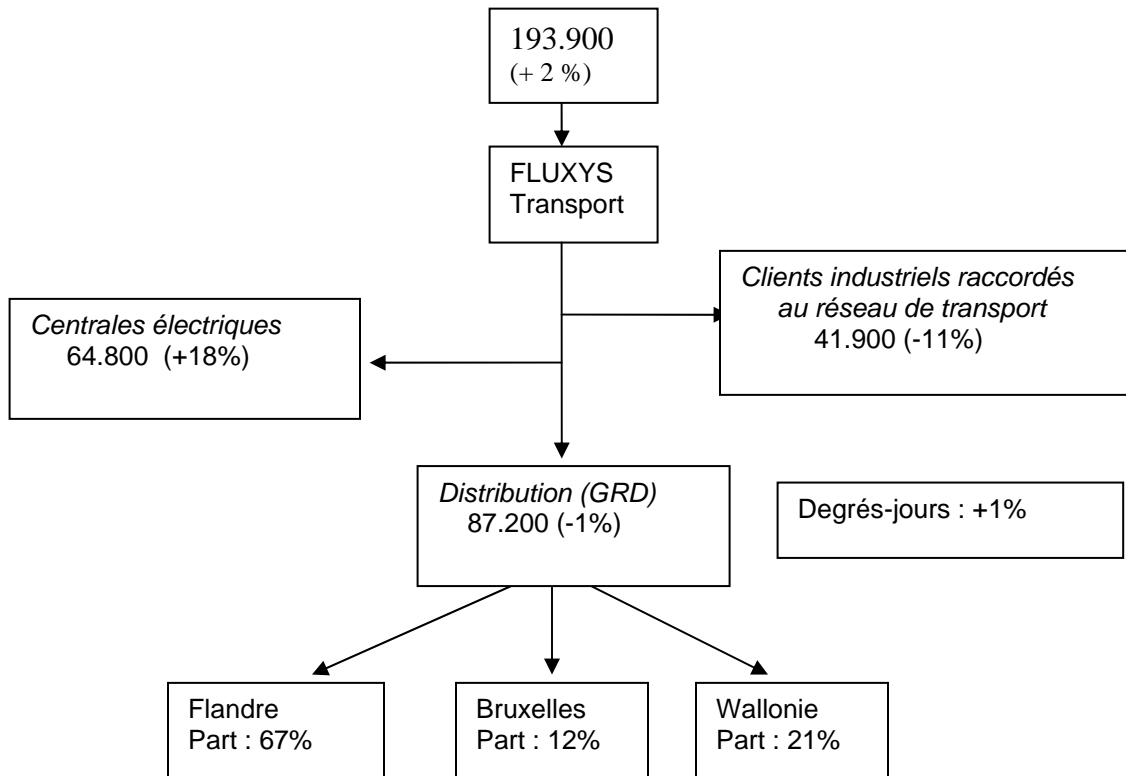 193.900
(+ 2 %)
FLUXYS
Transport
Clients industriels raccordés
au réseau de transport
41.900 (-11%)
Centrales électriques
64.800 (+18%)
Distribution (GRD)
87.200 (-1%)
Degrés-jours : +1%
Flandre
Part : 67%
Bruxelles
Part : 12%
Wallonie
Part : 21%